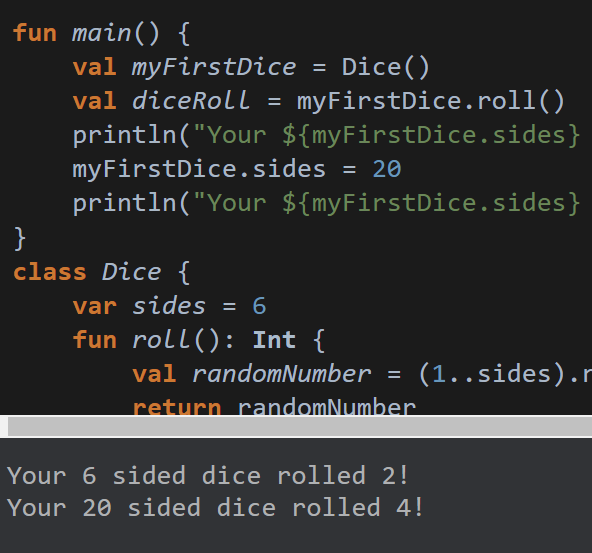 fun main() {
val myFirstDice = Dice()
val diceRoll = myFirstDice.roll()
println("Your ${myFirstDice.sides}
myFirstDice.sides = 20
println("Your ${myFirstDice.sides}
}
class Dice {
var sides = 6
fun roll(): Int {
val randomNumber = (1..sides).r
return randomNumber
Your 6 sided dice rolled 2!
Your 20 sided dice rolled 4!